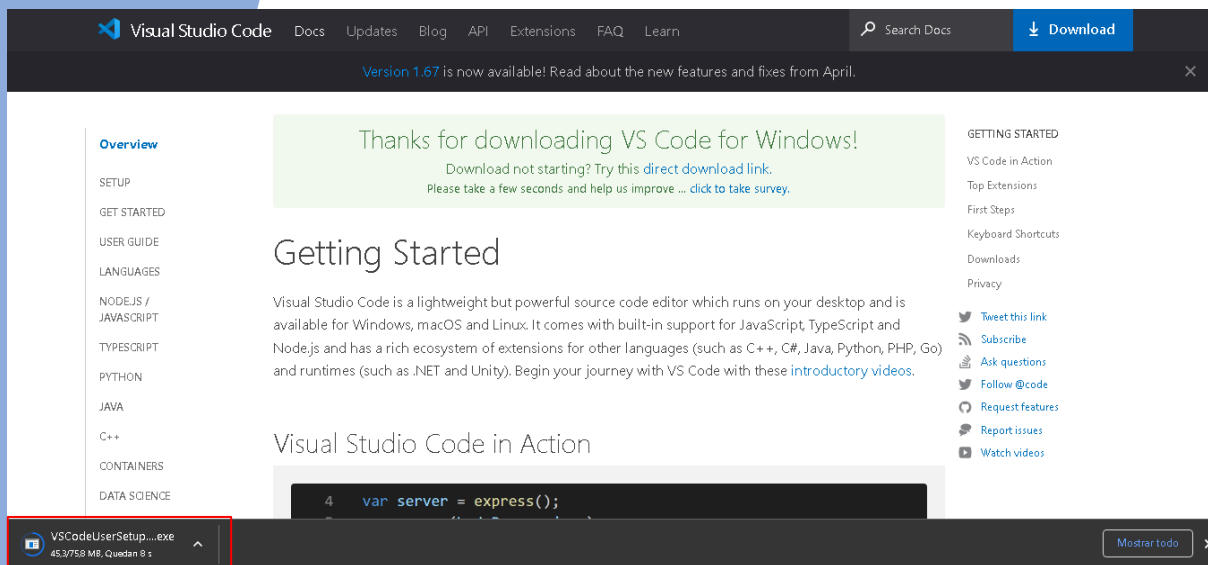 Visual Studio Code Docs Updates Blog API Extensions FAQ Learn Search Docs Download
Version 1.67 is now available! Read about the new features and fixes from April.
Overview
SETUP
GET STARTED
USER GUIDE
LANGUAGES
NODE.JS /
JAVASCRIPT
TYPESCRIPT
PYTHON
JAVA
C++
CONTAINERS
DATA SCIENCE
Thanks for downloading VS Code for Windows!
Download not starting? Try this direct download link.
Please take a few seconds and help us improve ... click to take survey.
Getting Started
Visual Studio Code is a lightweight but powerful source code editor which runs on your desktop and is
available for Windows, macOS and Linux. It comes with built-in support for JavaScript, TypeScript and
Node.js and has a rich ecosystem of extensions for other languages (such as C++, C#, Java, Python, PHP, Go)
and runtimes (such as .NET and Unity). Begin your journey with VS Code with these introductory videos.
Visual Studio Code in Action
4 var server = express();
GETTING STARTED
VS Code in Action
Top Extensions
First Steps
Keyboard Shortcuts
Downloads
Privacy
Tweet this link
Subscribe
Ask questions
Follow @code
Request features
Report issues
Watch videos
VSCodeUserSetup....exe
45,3/75,8 MB, Quedan 8 s
Mostrar todo